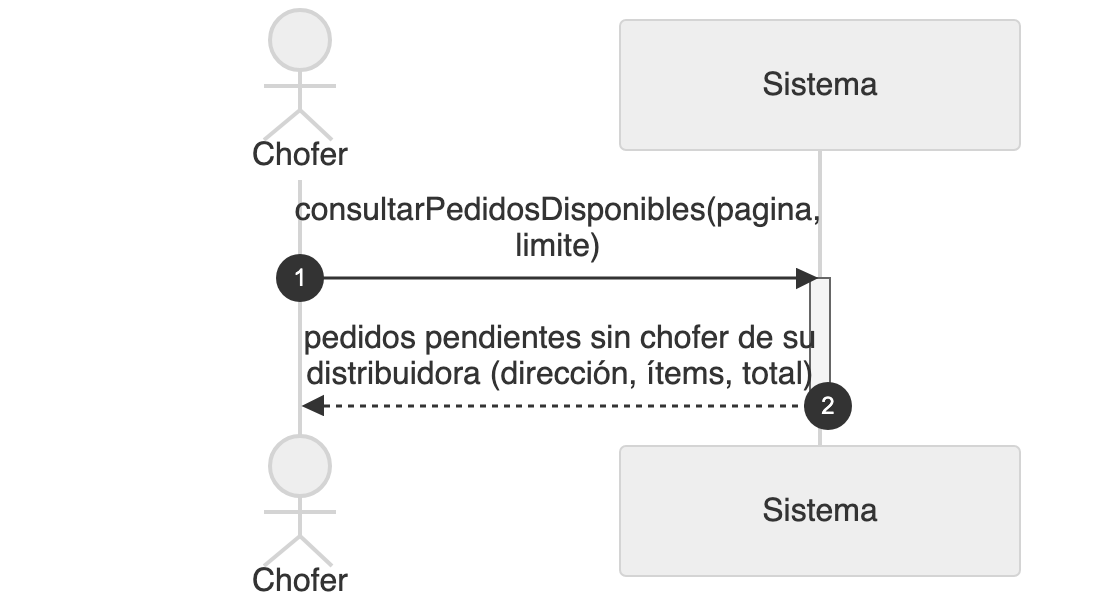 Sistema
Chofer
consultarPedidosDisponibles(pagina,
limite)
1
pedidos pendientes sin chofer de su
distribuidora (dirección, ítems, total)
2
Sistema
Chofer